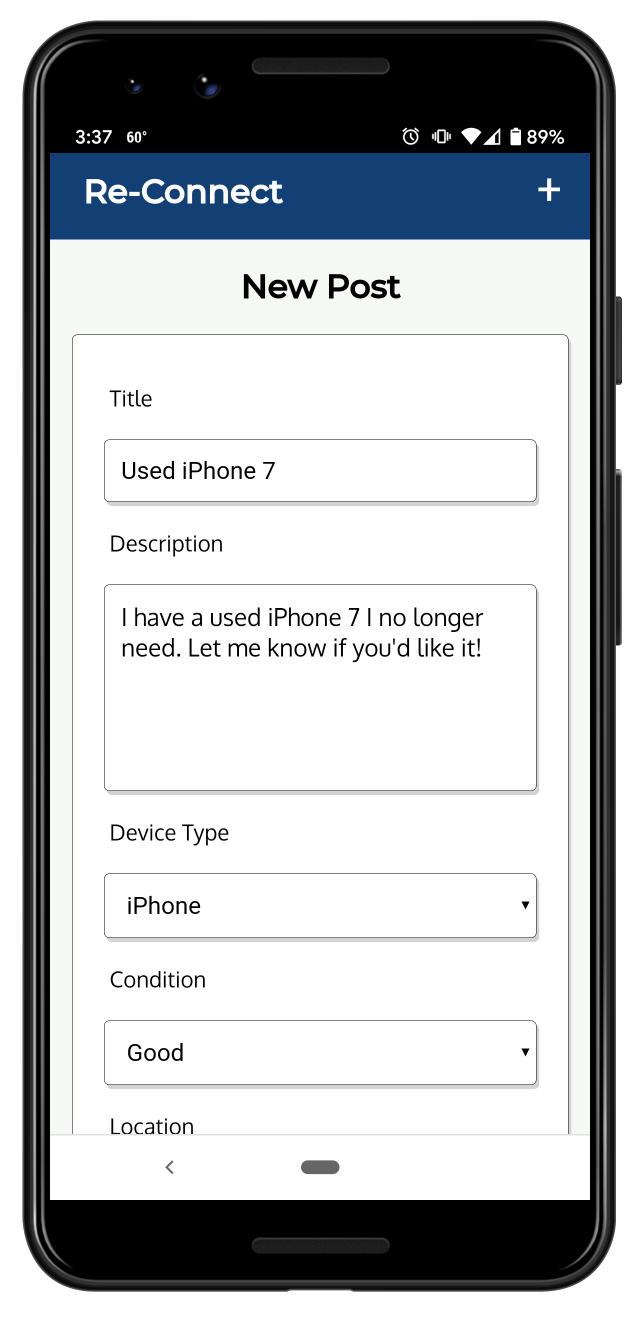 3:37 60° 89%
Re-Connect +
New Post
Title
Used iPhone 7
Description
I have a used iPhone 7 I no longer
need. Let me know if you'd like it!
Device Type
iPhone
Condition
Good
Location